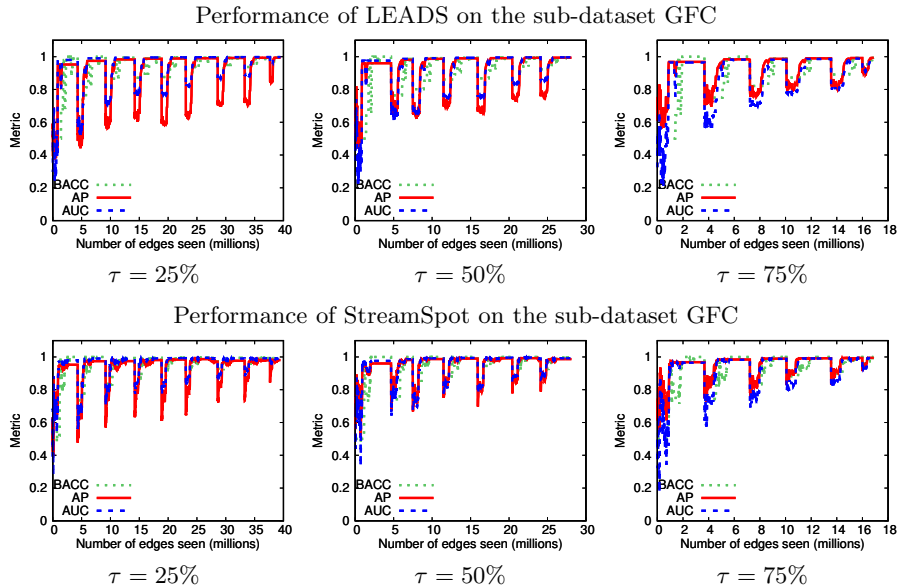 Performance of LEADS on the sub-dataset GFC
Metric
1
0.8
0.6
0.4
0.2
0
BACC
AP
AUC
0 5 10 15 20 25 30 35 40
Number of edges seen (millions)
τ = 25%
Metric
1
0.8
0.6
0.4
0.2
0
BACC
AP
AUC
0 5 10 15 20 25 30
Number of edges seen (millions)
τ = 50%
Metric
1
0.8
0.6
0.4
0.2
0
BACC
AP
AUC
0 2 4 6 8 10 12 14 16 18
Number of edges seen (millions)
τ = 75%
Performance of StreamSpot on the sub-dataset GFC
Metric
1
0.8
0.6
0.4
0.2
0
BACC
AP
AUC
0 5 10 15 20 25 30 35 40
Number of edges seen (millions)
τ = 25%
Metric
1
0.8
0.6
0.4
0.2
0
BACC
AP
AUC
0 5 10 15 20 25 30
Number of edges seen (millions)
τ = 50%
Metric
1
0.8
0.6
0.4
0.2
0
BACC
AP
AUC
0 2 4 6 8 10 12 14 16 18
Number of edges seen (millions)
τ = 75%